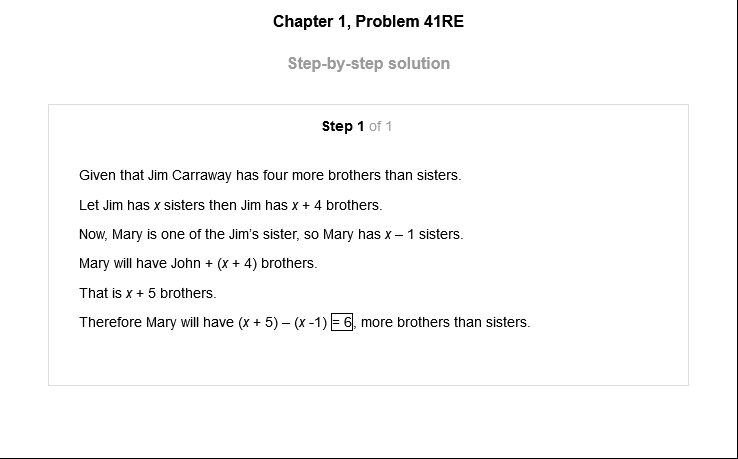 Chapter 1, Problem 41RE
Step-by-step solution
Step 1 of 1
Given that Jim Carraway has four more brothers than sisters.
Let Jim has x sisters then Jim has x + 4 brothers.
Now, Mary is one of the Jim's sister, so Mary has x – 1 sisters.
Mary will have John + (x + 4) brothers.
That is x + 5 brothers.
Therefore Mary will have (x + 5) – (x -1) = 6, more brothers than sisters.